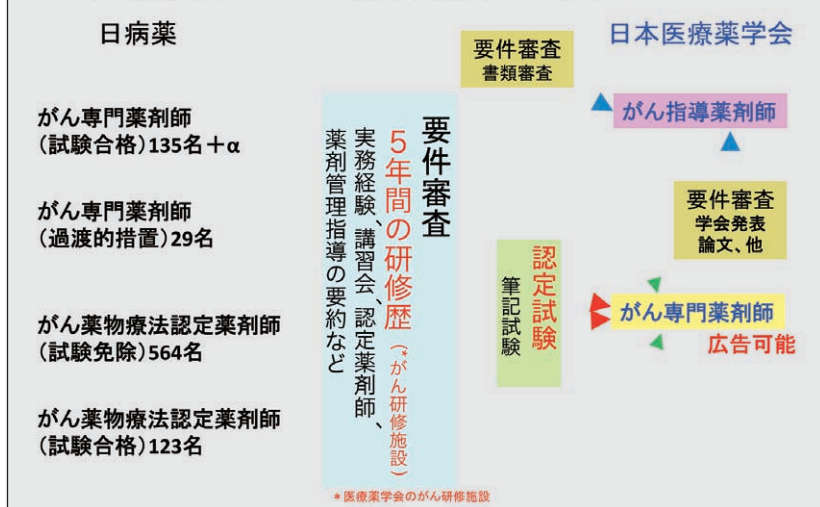 日病薬
がん専門薬剤師
(試験合格)135名+α
がん専門薬剤師
(過渡的措置)29名
がん薬物療法認定薬剤師
(試験免除)564名
がん薬物療法認定薬剤師
(試験合格)123名
要件審査
5年間の研修歴(*がん研修施設)
実務経験、講習会、認定薬剤師、
薬剤管理指導の要約など
*医療薬学会のがん研修施設
要件審査
書類審査
認定試験
筆記試験
日本医療薬学会
がん指導薬剤師
要件審査
学会発表
論文、他
がん専門薬剤師
広告可能